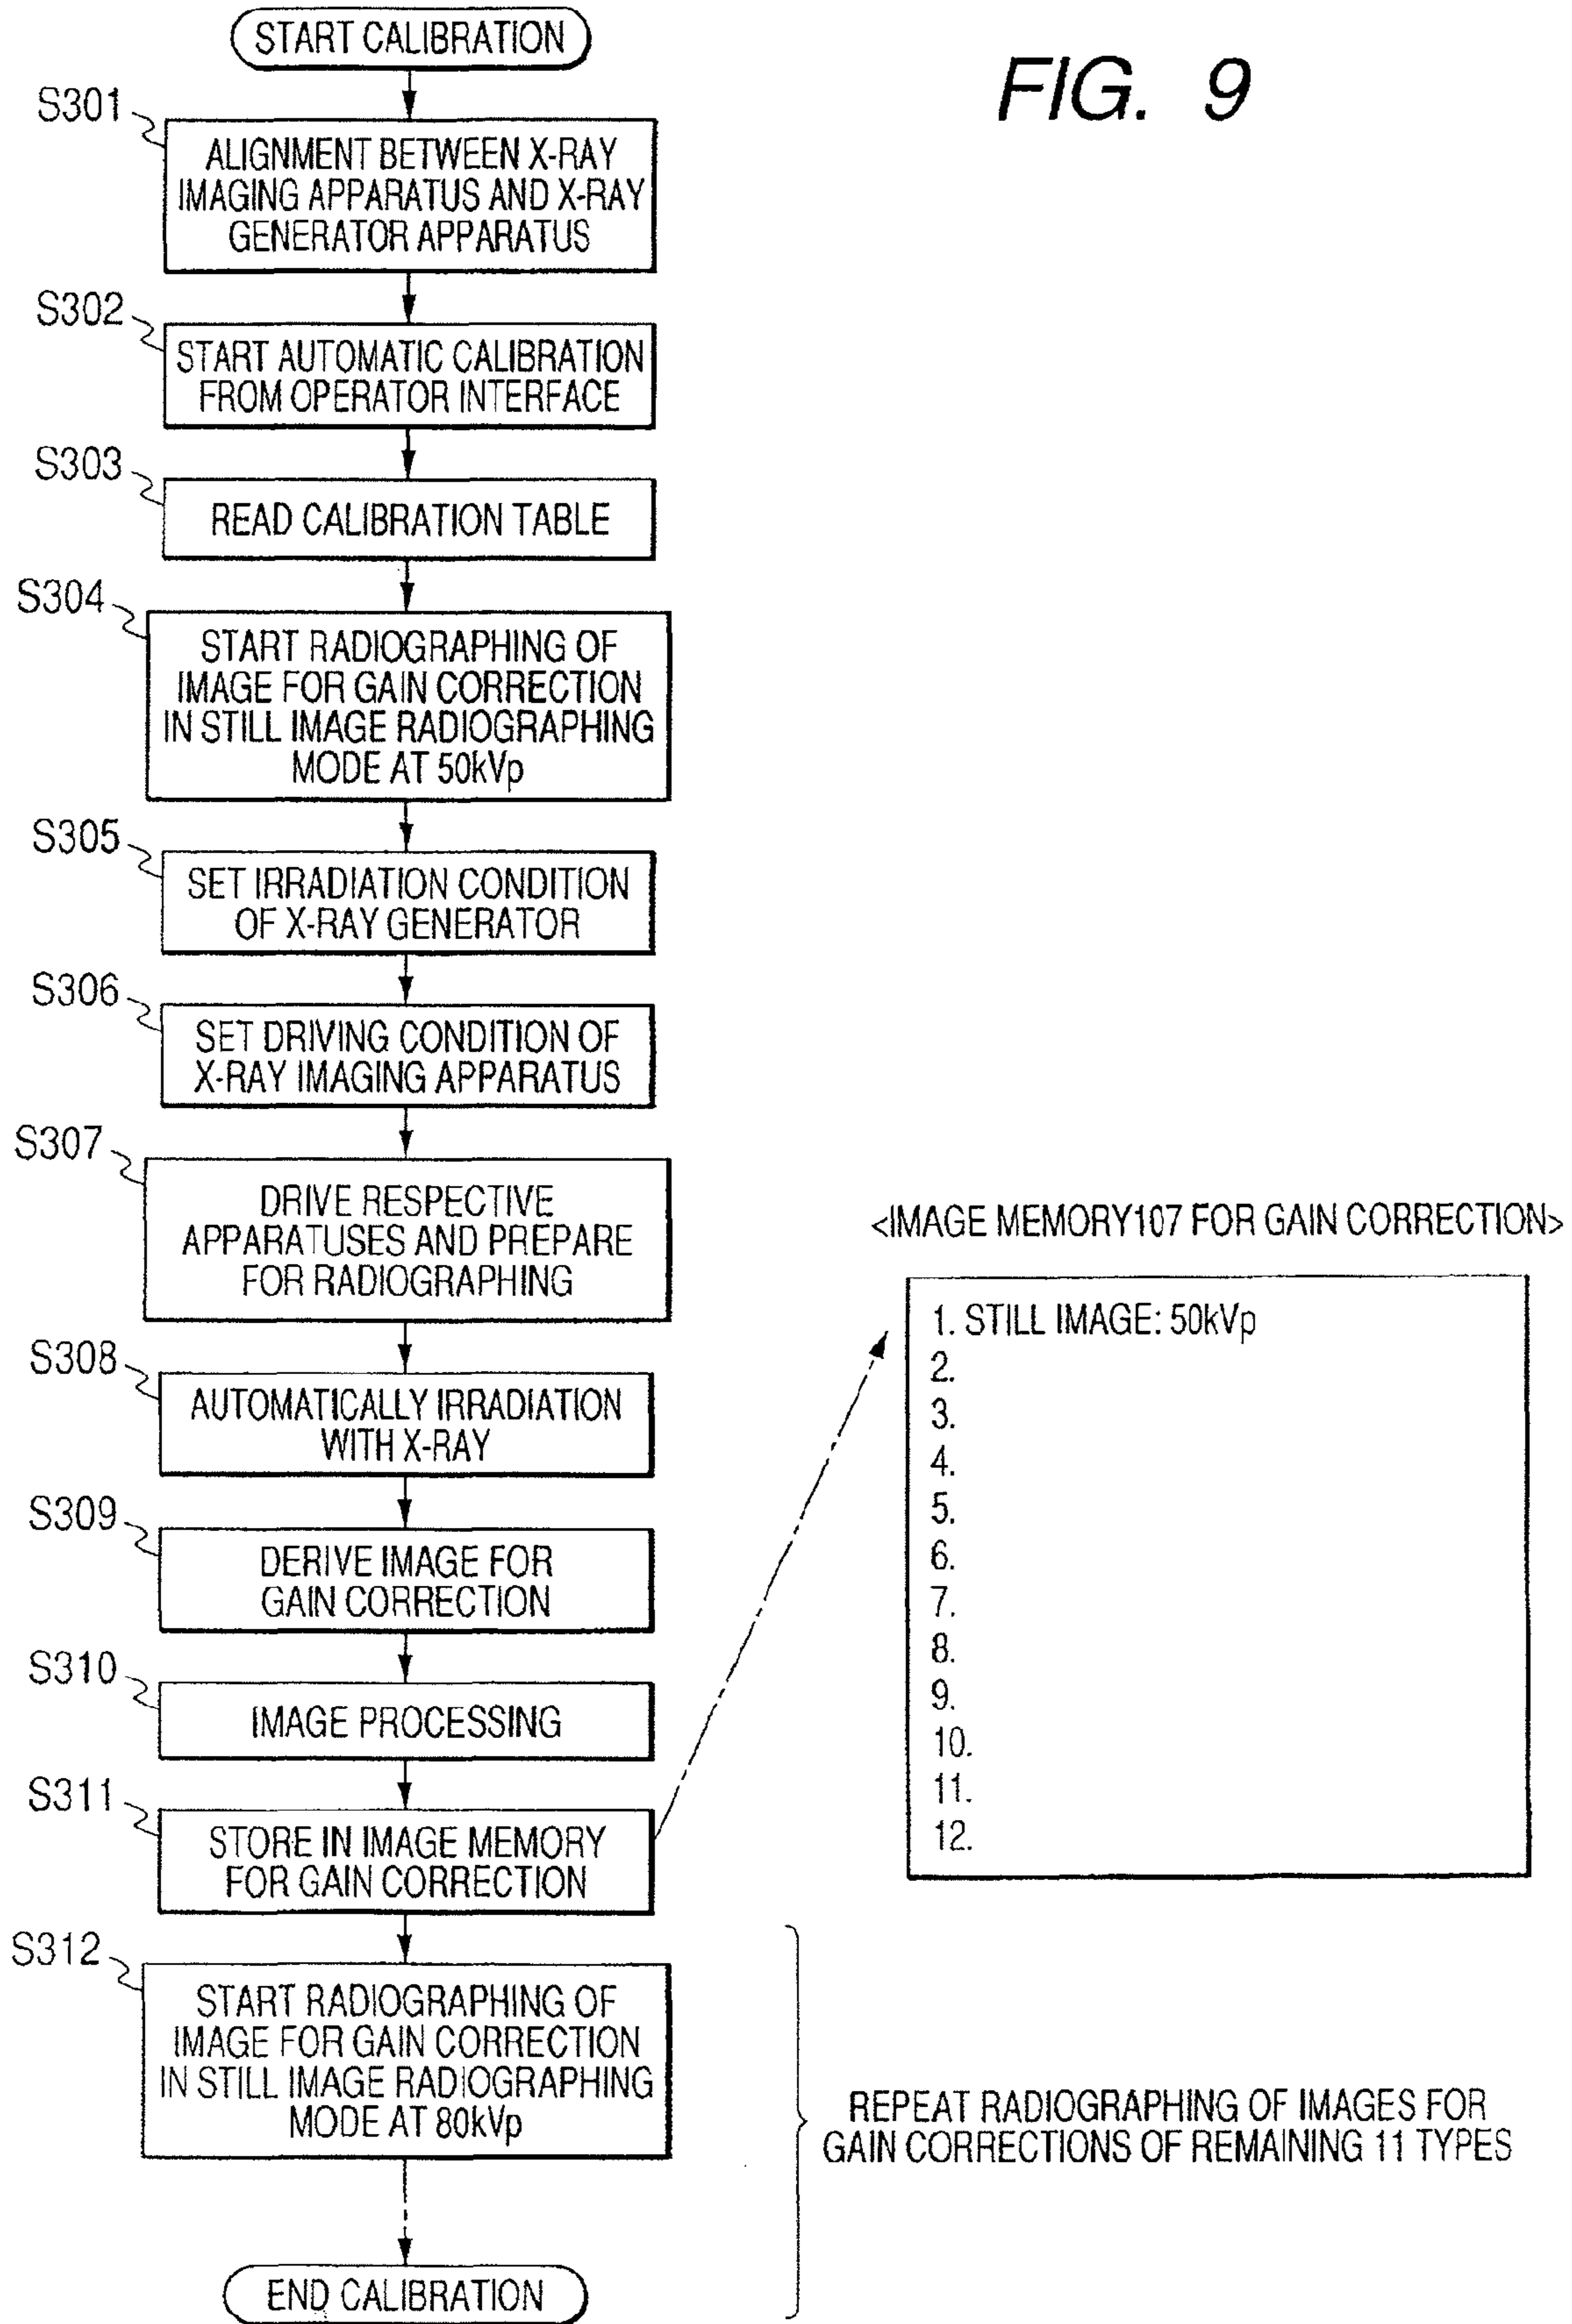 FIG. 9
START CALIBRATION
S301
ALIGNMENT BETWEEN X-RAY
IMAGING APPARATUS AND X-RAY
GENERATOR APPARATUS
S302
START AUTOMATIC CALIBRATION
FROM OPERATOR INTERFACE
S303
READ CALIBRATION TABLE
S304
START RADIOGRAPHING OF
IMAGE FOR GAIN CORRECTION
IN STILL IMAGE RADIOGRAPHING
MODE AT 50kVp
S305
SET IRRADIATION CONDITION
OF X-RAY GENERATOR
S306
SET DRIVING CONDITION OF
X-RAY IMAGING APPARATUS
S307
DRIVE RESPECTIVE
APPARATUSES AND PREPARE
FOR RADIOGRAPHING
S308
AUTOMATICALLY IRRADIATION
WITH X-RAY
S309
DERIVE IMAGE FOR
GAIN CORRECTION
S310
IMAGE PROCESSING
S311
STORE IN IMAGE MEMORY
FOR GAIN CORRECTION
<IMAGE MEMORY107 FOR GAIN CORRECTION>
1. STILL IMAGE: 50kVp
2.
3.
4.
5.
6.
7.
8.
9.
10.
11.
12.
S312
START RADIOGRAPHING OF
IMAGE FOR GAIN CORRECTION
IN STILL IMAGE RADIOGRAPHING
MODE AT 80kVp
REPEAT RADIOGRAPHING OF IMAGES FOR
GAIN CORRECTIONS OF REMAINING 11 TYPES
END CALIBRATION